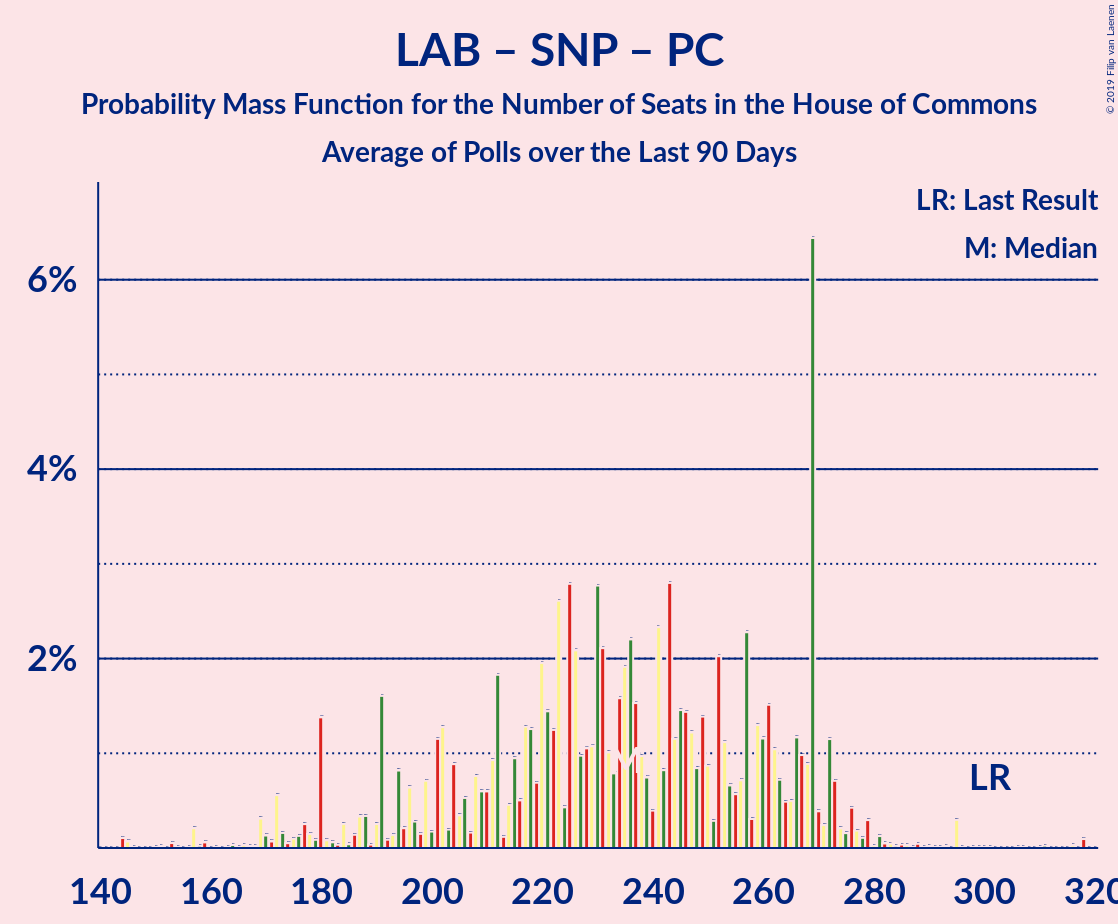 LAB – SNP – PC
Probability Mass Function for the Number of Seats in the House of Commons
Average of Polls over the Last 90 Days
© 2019 Filip van Laenen
LR: Last Result
M: Median
6%
4%
2%
M
LR
140 160 180 200 220 240 260 280 300 320